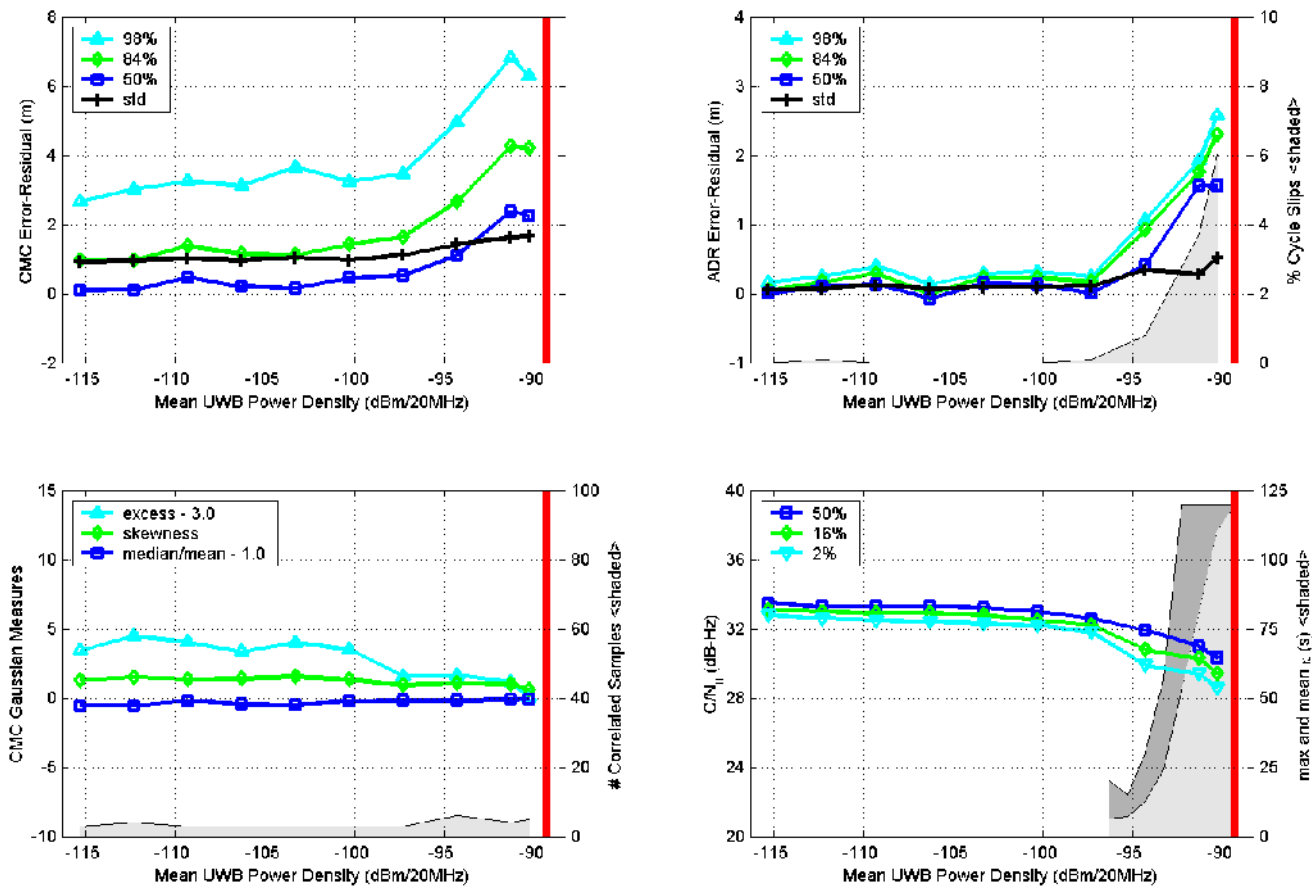 8
6
4
2
0
-2
CMC Error-Residual (m)
98%
84%
50%
std
-115 -110 -105 -100 -95 -90
Mean UWB Power Density (dBm/20MHz)
4
3
2
1
0
-1
ADR Error-Residual (m)
98%
84%
50%
std
10
8
6
4
2
0
% Cycle Slips <shaded>
-115 -110 -105 -100 -95 -90
Mean UWB Power Density (dBm/20MHz)
15
10
5
0
-5
-10
CMC Gaussian Measures
excess - 3.0
skewness
median/mean - 1.0
100
80
60
40
20
0
# Correlated Samples <shaded>
-115 -110 -105 -100 -95 -90
Mean UWB Power Density (dBm/20MHz)
40
36
32
28
24
20
(dB-Hz)
50%
16%
2%
125
100
75
50
25
0
max and mean (s) <shaded>
-115 -110 -105 -100 -95 -90
Mean UWB Power Density (dBm/20MHz)